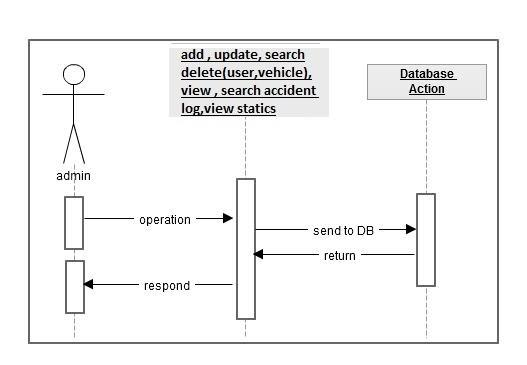 add , update, search
delete(user,vehicle),
view , search accident
log,view statics
Database
Action
admin
operation
send to DB
return
respond